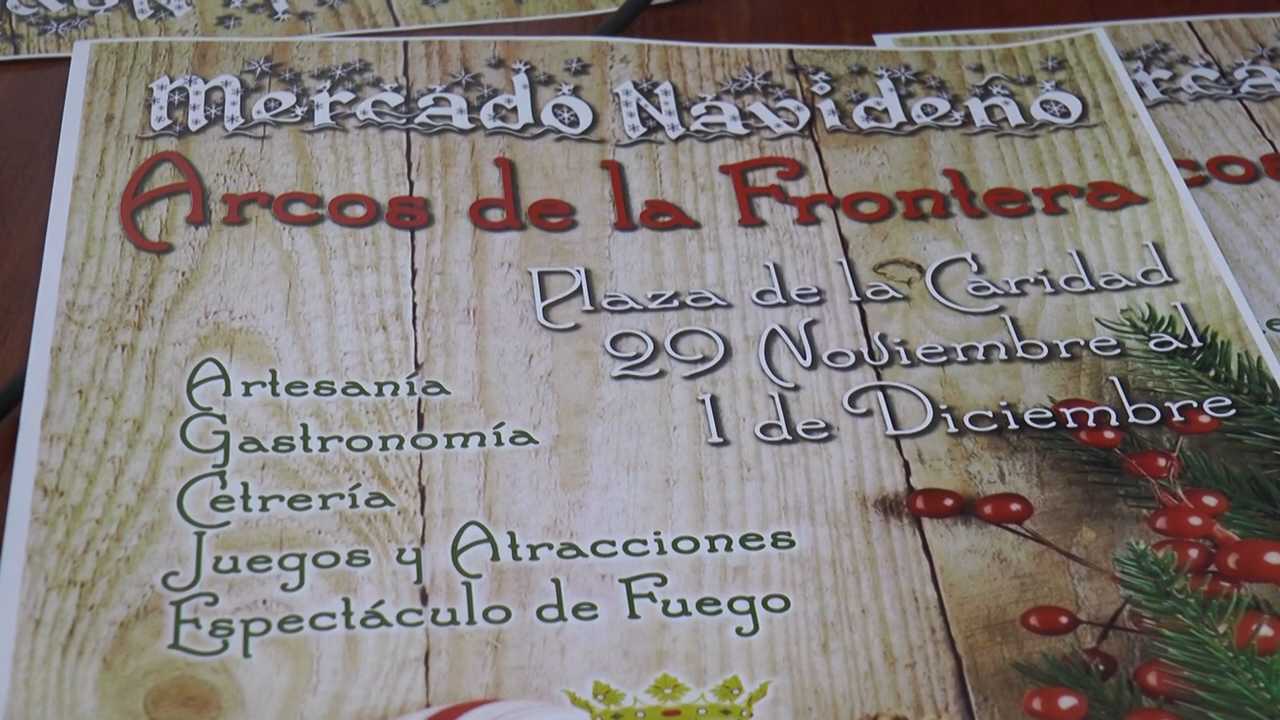 Mercado Navideño
Arcos de la Frontera
Plaza de la Caridad
29 Noviembre al
1 de Diciembre
Artesanía
Gastronomía
Cetrería
Juegos y Atracciones
Espectáculo de Fuego